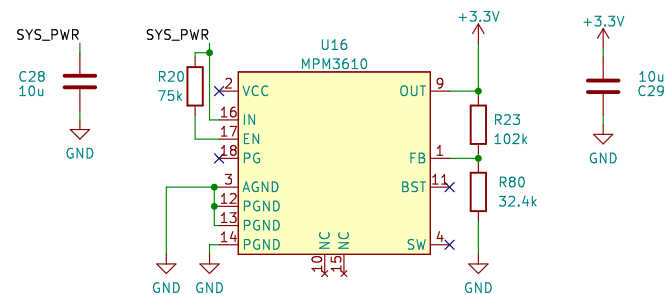 SYS_PWR
C28
10u
GND
SYS_PWR
R20
75k
U16
MPM3610
2 VCC
16 IN
17 EN
18 PG
3 AGND
12 PGND
13 PGND
14 PGND
OUT 9
FB 1
BST 11
SW 4
NC 10
NC 15
GND
GND
+3.3V
R23
102k
R80
32.4k
GND
+3.3V
10u
C29
GND